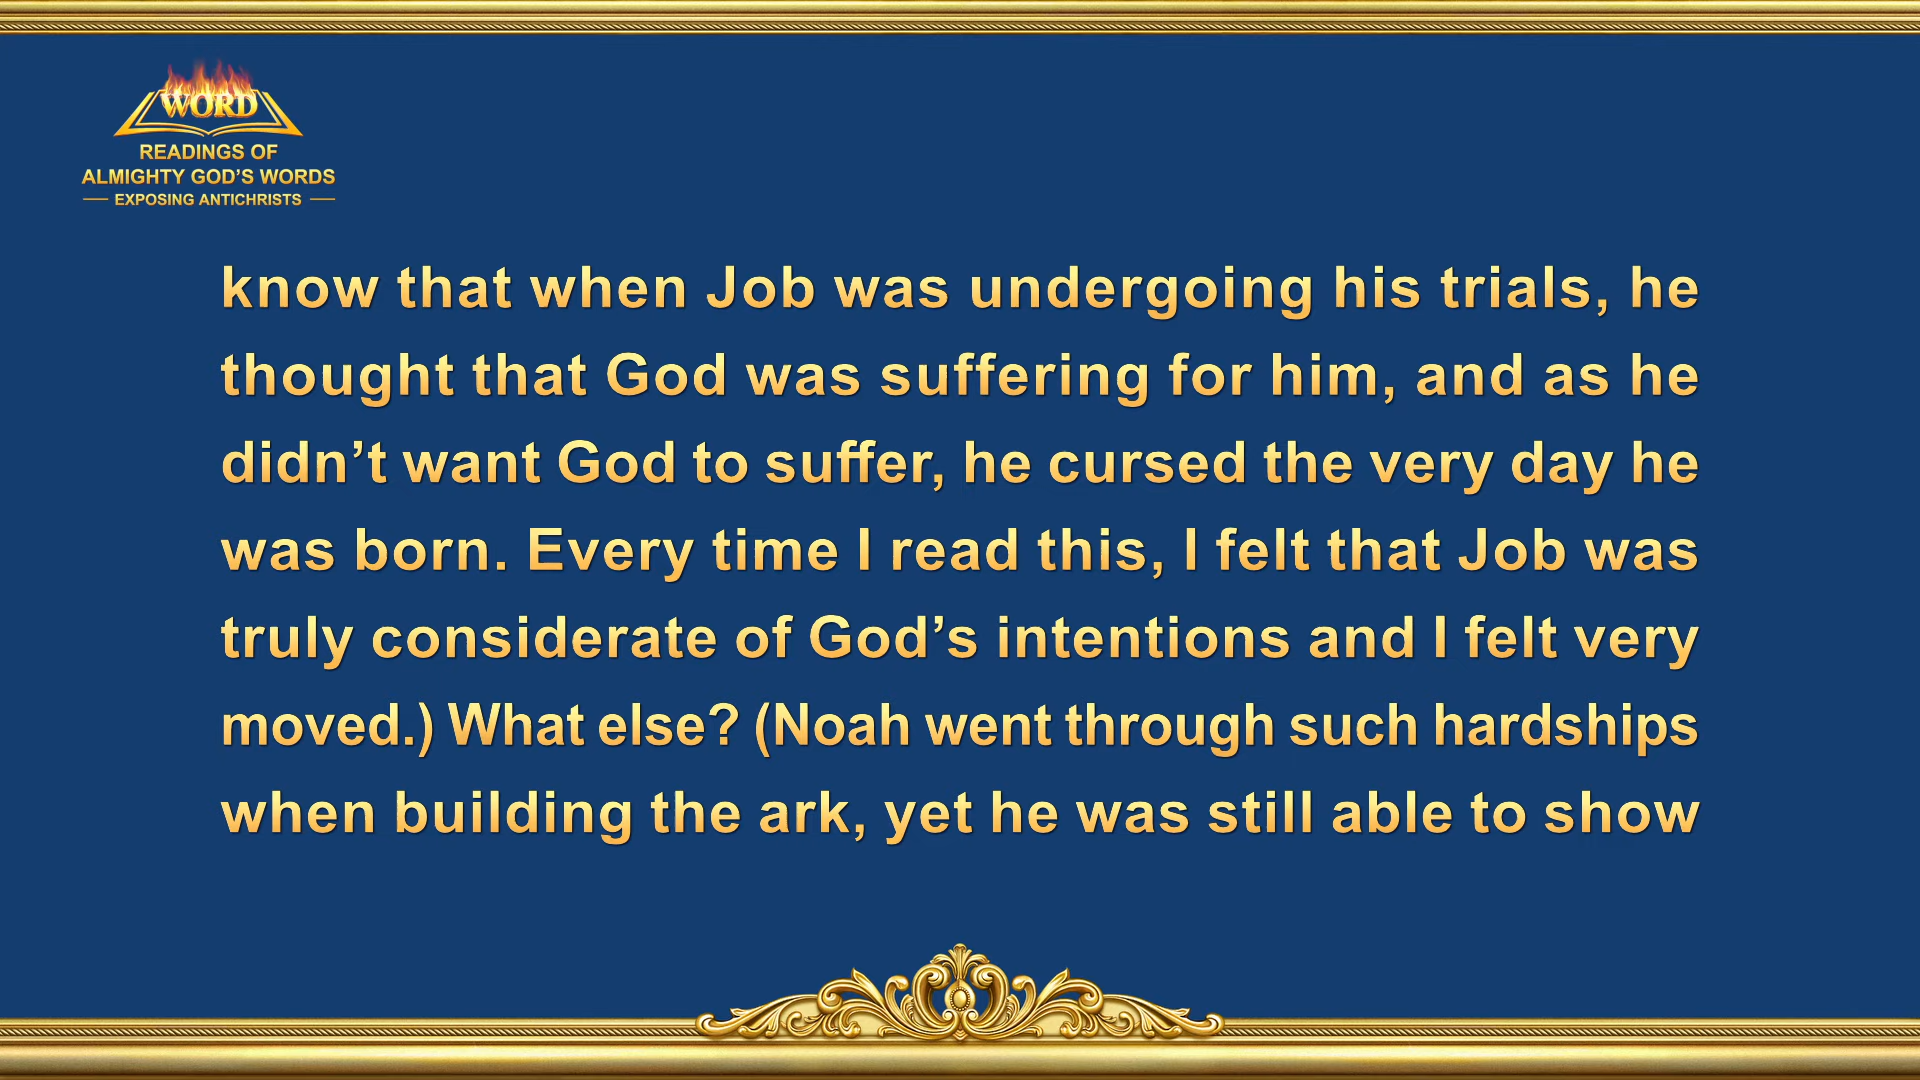 WORD
READINGS OF
ALMIGHTY GOD’S WORDS
EXPOSING ANTICHRISTS
know that when Job was undergoing his trials, he
thought that God was suffering for him, and as he
didn’t want God to suffer, he cursed the very day he
was born. Every time I read this, I felt that Job was
truly considerate of God’s intentions and I felt very
moved.) What else? (Noah went through such hardships
when building the ark, yet he was still able to show